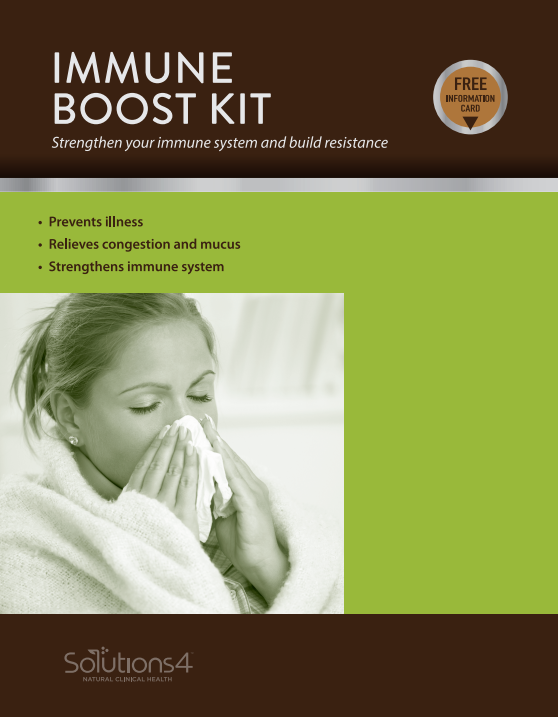 IMMUNE
BOOST KIT
Strengthen your immune system and build resistance
FREE
INFORMATION
CARD
• Prevents illness
• Relieves congestion and mucus
• Strengthens immune system
Solutions4
NATURAL CLINICAL HEALTH